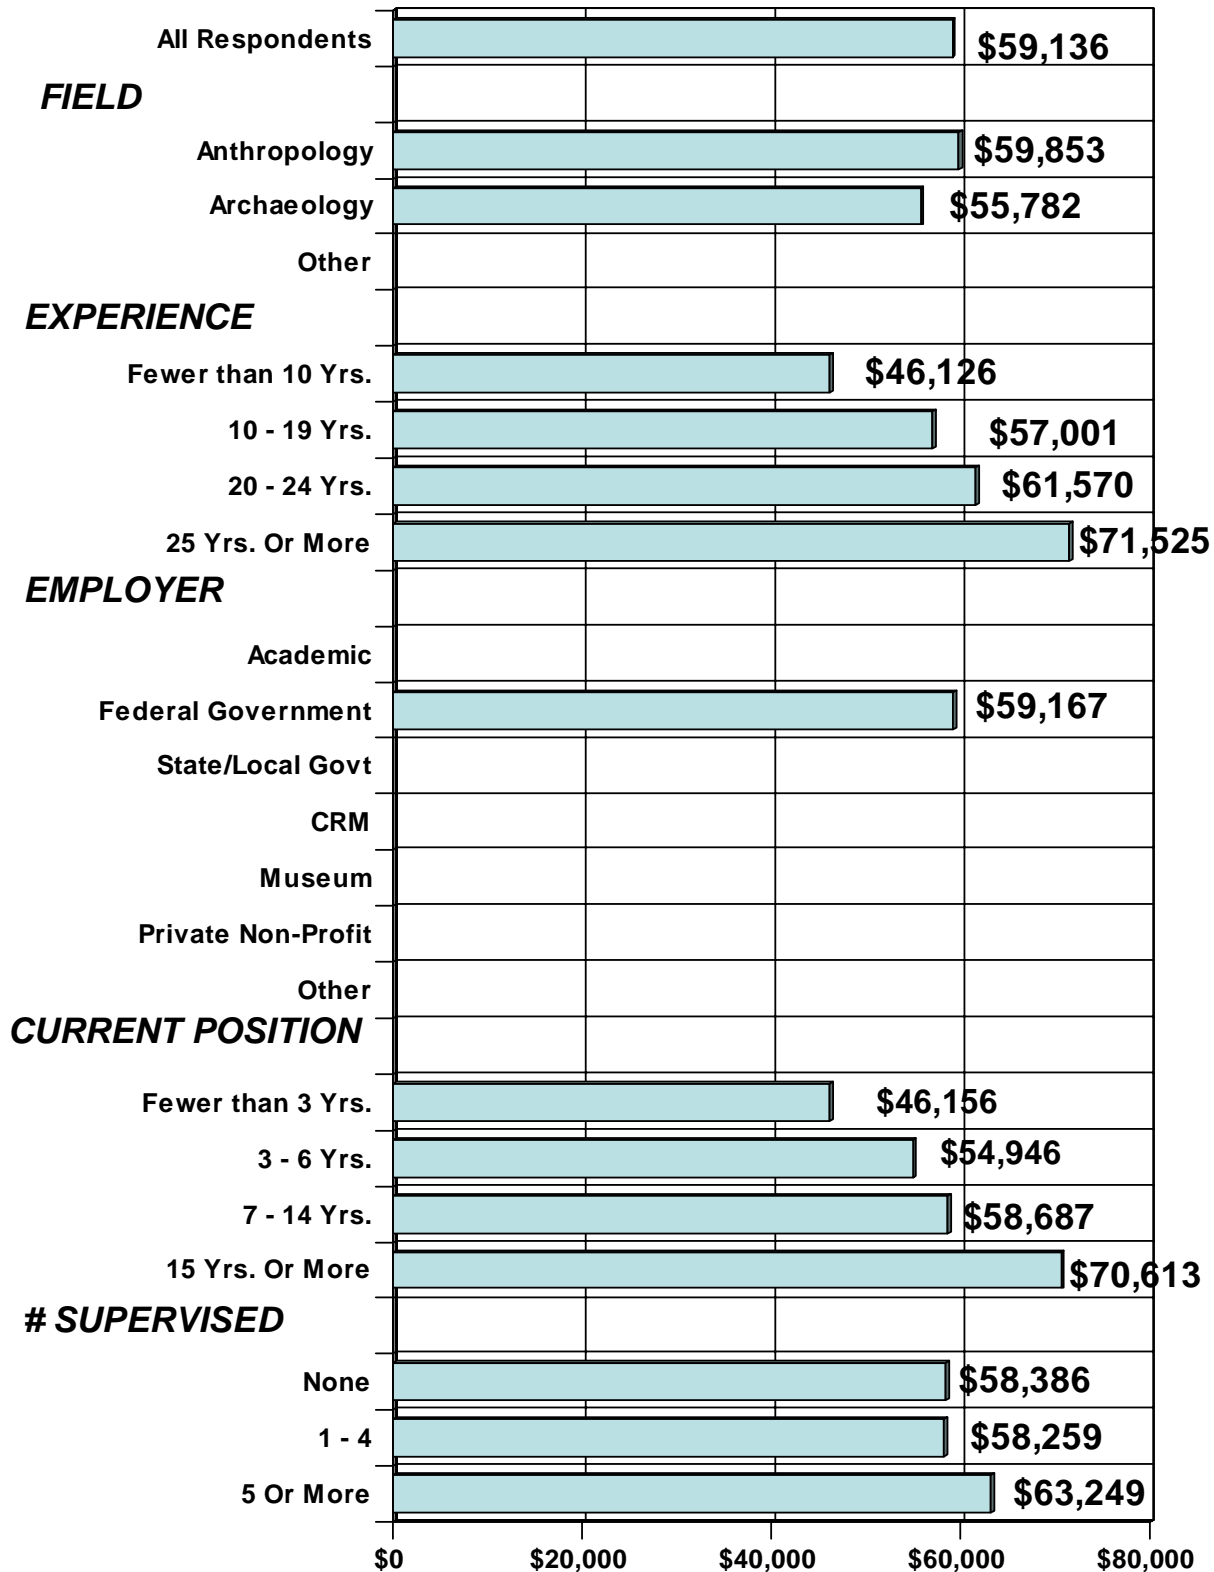 All Respondents $59,136
FIELD
Anthropology $59,853
Archaeology $55,782
Other
EXPERIENCE
Fewer than 10 Yrs. $46,126
10 - 19 Yrs. $57,001
20 - 24 Yrs. $61,570
25 Yrs. Or More $71,525
EMPLOYER
Academic
Federal Government $59,167
State/Local Govt
CRM
Museum
Private Non-Profit
Other
CURRENT POSITION
Fewer than 3 Yrs. $46,156
3 - 6 Yrs. $54,946
7 - 14 Yrs. $58,687
15 Yrs. Or More $70,613
# SUPERVISED
None $58,386
1 - 4 $58,259
5 Or More $63,249
$0 $20,000 $40,000 $60,000 $80,000